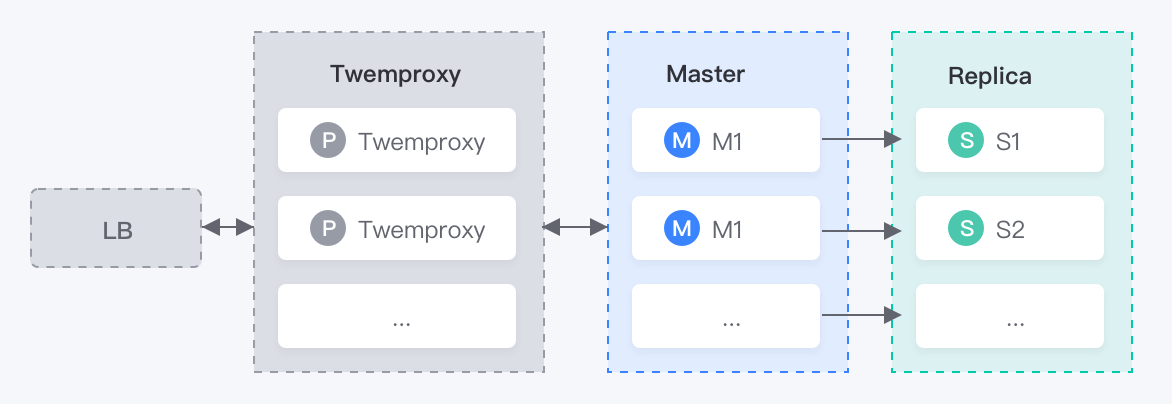 Twemproxy
Master
Replica
P Twemproxy
M M1
S S1
LB
P Twemproxy
M M1
S S2
...
...
...